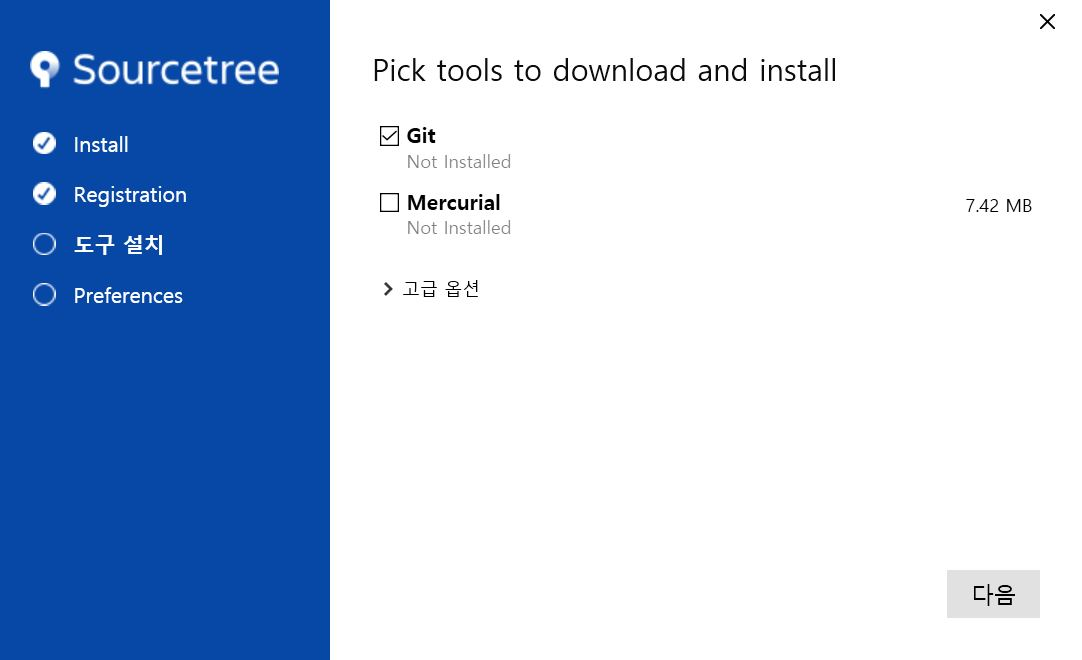 Sourcetree
Install
Registration
도구 설치
Preferences
Pick tools to download and install
Git
Not Installed
Mercurial
7.42 MB
Not Installed
고급 옵션
다음